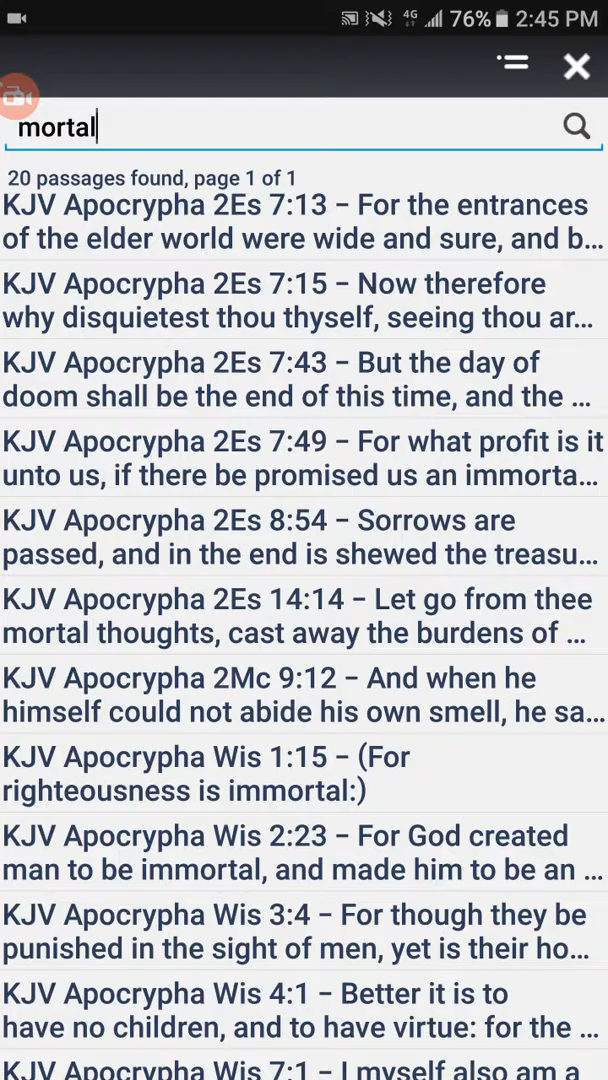 4G 76% 2:45 PM
mortal
20 passages found, page 1 of 1
KJV Apocrypha 2Es 7:13 – For the entrances
of the elder world were wide and sure, and b...
KJV Apocrypha 2Es 7:15 – Now therefore
why disquietest thou thyself, seeing thou ar...
KJV Apocrypha 2Es 7:43 – But the day of
doom shall be the end of this time, and the ...
KJV Apocrypha 2Es 7:49 – For what profit is it
unto us, if there be promised us an immorta...
KJV Apocrypha 2Es 8:54 – Sorrows are
passed, and in the end is shewed the treasu...
KJV Apocrypha 2Es 14:14 – Let go from thee
mortal thoughts, cast away the burdens of ...
KJV Apocrypha 2Mc 9:12 – And when he
himself could not abide his own smell, he sa...
KJV Apocrypha Wis 1:15 – (For
righteousness is immortal:)
KJV Apocrypha Wis 2:23 – For God created
man to be immortal, and made him to be an ...
KJV Apocrypha Wis 3:4 – For though they be
punished in the sight of men, yet is their ho...
KJV Apocrypha Wis 4:1 – Better it is to
have no children, and to have virtue: for the ...
KJV Apocrypha Wis 7:1 – I myself also am a